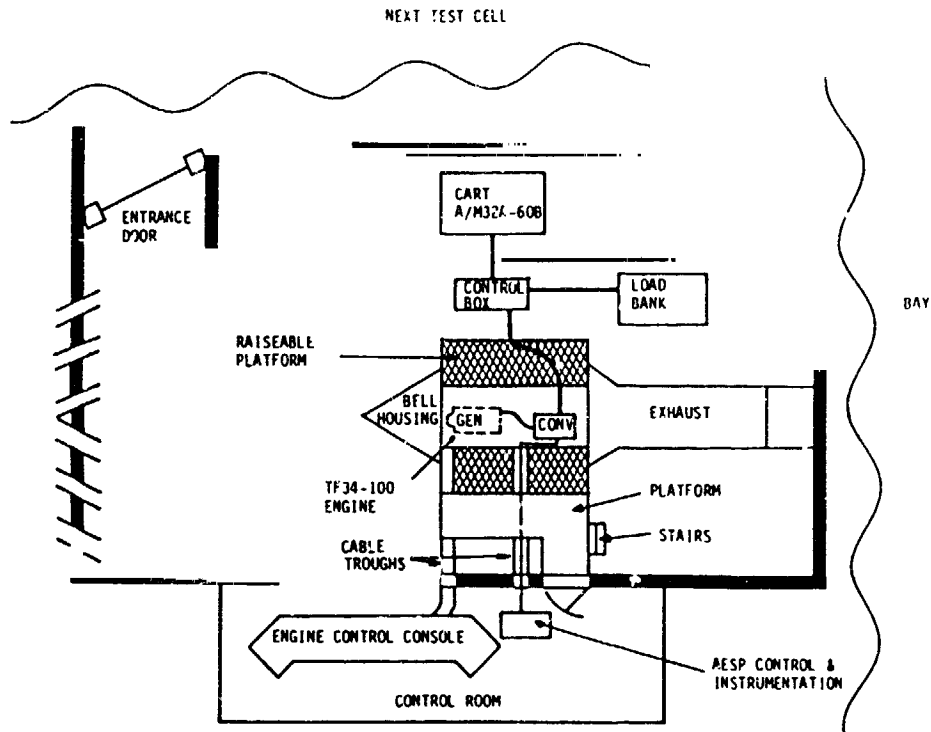 NEXT TEST CELL
CART
A/M32A-60B
ENTRANCE
DOOR
CONTROL
BOX
LOAD
BANK
BAY
RAISEABLE
PLATFORM
BELL
HOUSING
GEN
CONV
EXHAUST
TF34-100
ENGINE
PLATFORM
STAIRS
CABLE
TROUGHS
ENGINE CONTROL CONSOLE
AESP CONTROL &
INSTRUMENTATION
CONTROL ROOM